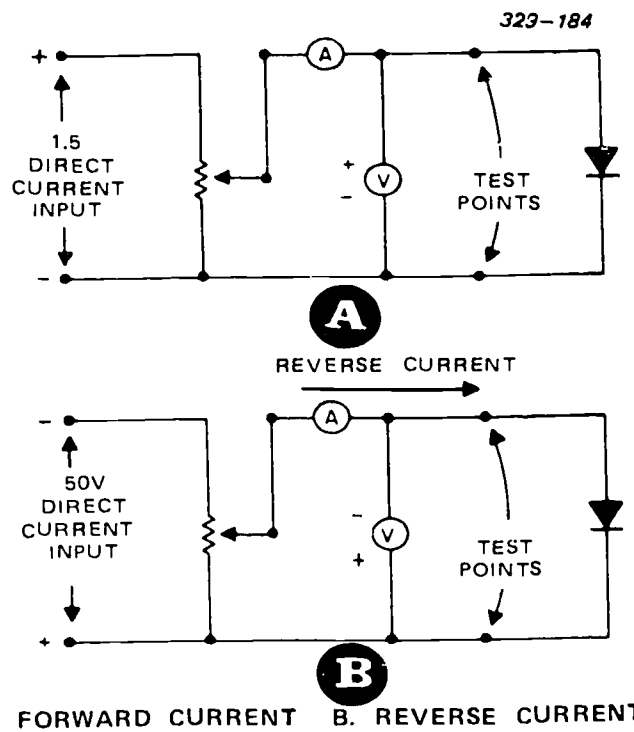 323-184
+
A
1.5
DIRECT
CURRENT
INPUT
+
-
V
TEST
POINTS
-
A
REVERSE CURRENT
-
A
50V
DIRECT
CURRENT
INPUT
-
+
V
TEST
POINTS
+
B
FORWARD CURRENT B. REVERSE CURRENT